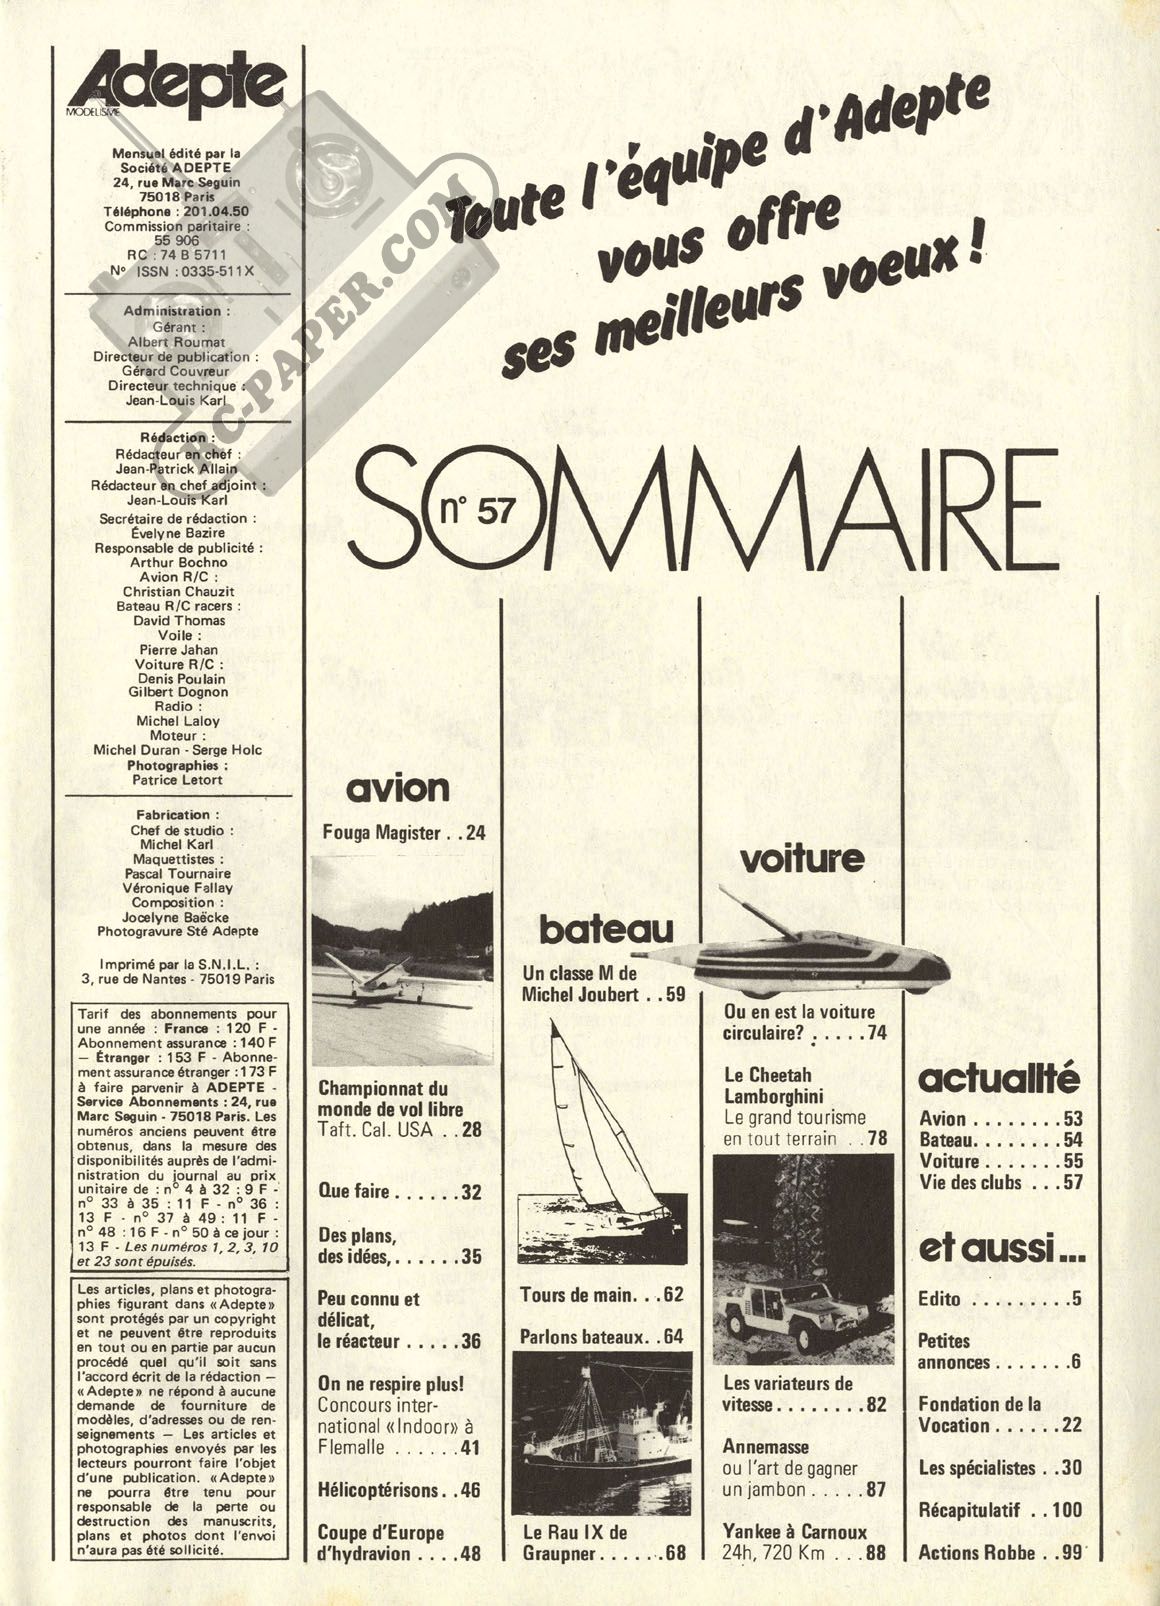 Adepte
MODELISME
Mensuel édité par la
Société ADEPTE
24, rue Marc Seguin
75018 Paris
Téléphone : 201.04.50
Commission paritaire :
55 906
RC : 74 B 5711
N° ISSN : 0335-511X
Administration :
Gérant :
Albert Roumat
Directeur de publication :
Gérard Couvreur
Directeur technique :
Jean-Louis Karl
Rédaction :
Rédacteur en chef :
Jean-Patrick Allain
Rédacteur en chef adjoint :
Jean-Louis Karl
Secrétaire de rédaction :
Évelyne Bazire
Responsable de publicité :
Arthur Bochno
Avion R/C :
Christian Chauzit
Bateau R/C racers :
David Thomas
Voile :
Pierre Jahan
Voiture R/C :
Denis Poulain
Gilbert Dognon
Radio :
Michel Laloy
Moteur :
Michel Duran - Serge Holc
Photographies :
Patrice Letort
Fabrication :
Chef de studio :
Michel Karl
Maquettistes :
Pascal Tournaire
Véronique Fallay
Composition :
Jocelyne Baëcke
Photogravure Sté Adepte
Imprimé par la S.N.I.L. :
3, rue de Nantes - 75019 Paris
Tarif des abonnements pour
une année : France : 120 F -
Abonnement assurance : 140 F
— Étranger : 153 F - Abonne-
ment assurance étranger : 173 F
à faire parvenir à ADEPTE -
Service Abonnements : 24, rue
Marc Seguin - 75018 Paris. Les
numéros anciens peuvent être
obtenus, dans la mesure des
disponibilités auprès de l'admi-
nistration du journal au prix
unitaire de : n° 4 à 32 : 9 F -
n° 33 à 35 : 11 F - n° 36 :
13 F - n° 37 à 49 : 11 F -
n° 48 : 16 F - n° 50 à ce jour :
13 F - Les numéros 1, 2, 3, 10
et 23 sont épuisés.
Les articles, plans et photogra-
phies figurant dans «Adepte»
sont protégés par un copyright
et ne peuvent être reproduits
en tout ou en partie par aucun
procédé quel qu'il soit sans
l'accord écrit de la rédaction —
«Adepte» ne répond à aucune
demande de fourniture de
modèles, d'adresses ou de ren-
seignements — Les articles et
photographies envoyés par les
lecteurs pourront faire l'objet
d'une publication. «Adepte»
ne pourra être tenu pour
responsable de la perte ou
destruction des manuscrits,
plans et photos dont l'envoi
n'aura pas été sollicité.
RC-PAPER.COM
Toute l'équipe d'Adepte
vous offre
ses meilleurs voeux !
SOMMAIRE
n° 57
avion
Fouga Magister . . 24
Championnat du
monde de vol libre
Taft. Cal. USA . . 28
Que faire . . . . . . 32
Des plans,
des idées, . . . . . . 35
Peu connu et
délicat,
le réacteur . . . . . 36
On ne respire plus!
Concours inter-
national «Indoor» à
Flemalle . . . . . . 41
Hélicoptérisons . . 46
Coupe d'Europe
d'hydravion . . . . 48
bateau
Un classe M de
Michel Joubert . . 59
Tours de main. . . 62
Parlons bateaux. . 64
Le Rau IX de
Graupner. . . . . . 68
voiture
Ou en est la voiture
circulaire? . . . . . 74
Le Cheetah
Lamborghini
Le grand tourisme
en tout terrain . . 78
Les variateurs de
vitesse . . . . . . . . 82
Annemasse
ou l'art de gagner
un jambon . . . . . 87
Yankee à Carnoux
24h, 720 Km . . . 88
actualité
Avion . . . . . . . . . 53
Bateau. . . . . . . . 54
Voiture . . . . . . . 55
Vie des clubs . . . 57
et aussi...
Edito . . . . . . . . . 5
Petites
annonces . . . . . . . 6
Fondation de la
Vocation . . . . . . 22
Les spécialistes . . 30
Récapitulatif . . 100
Actions Robbe . . 99